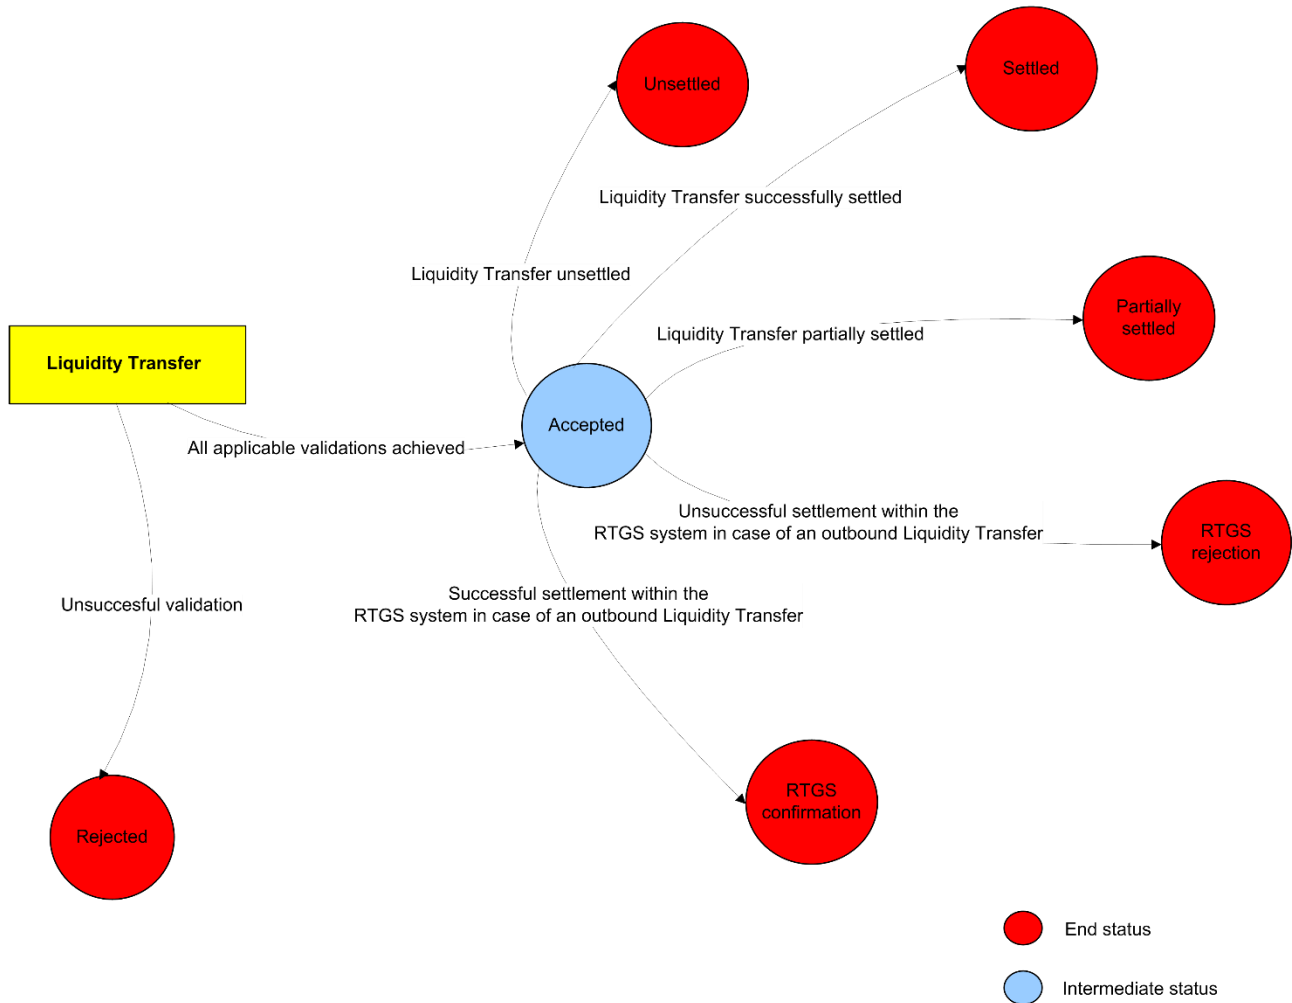 Settled
Unsettled
Liquidity Transfer successfully settled
Liquidity Transfer unsettled
Partially
settled
Liquidity Transfer partially settled
Liquidity Transfer
Accepted
All applicable validations achieved
Unsuccessful settlement within the
RTGS system in case of an outbound Liquidity Transfer
RTGS
rejection
Successful settlement within the
RTGS system in case of an outbound Liquidity Transfer
Unsuccesful validation
RTGS
confirmation
Rejected
End status
Intermediate status